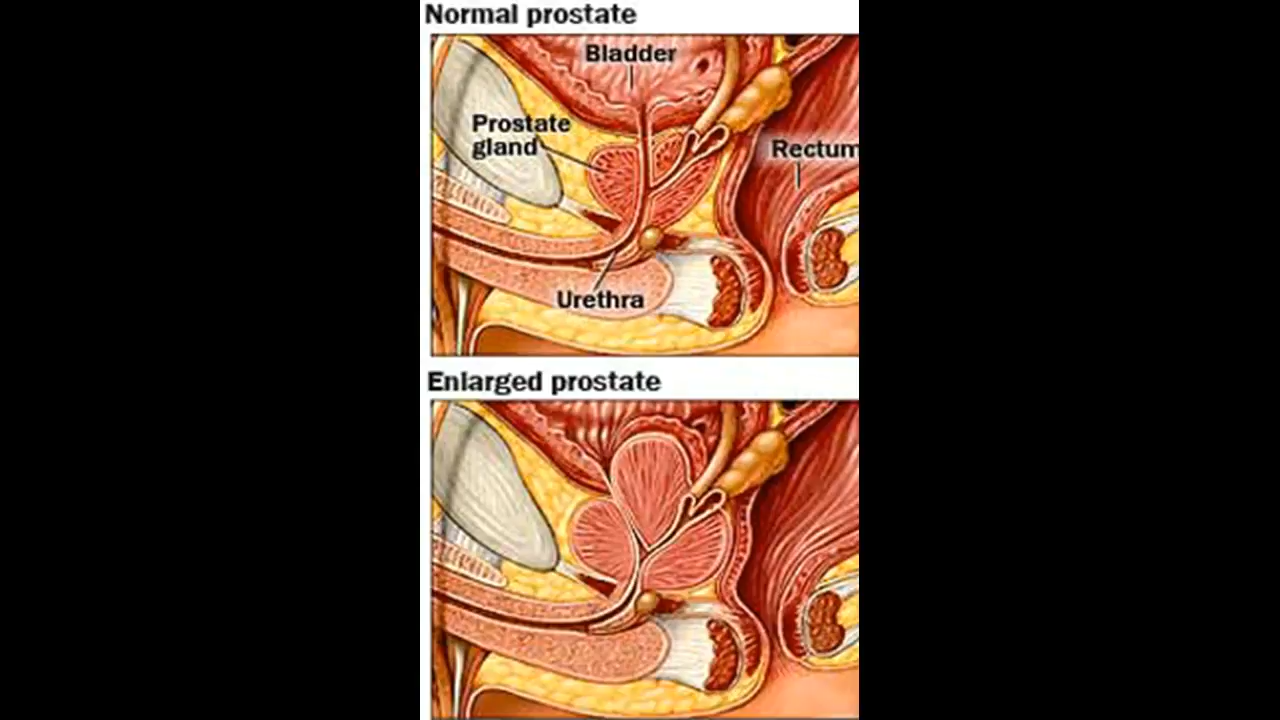 Normal prostate
Bladder
Prostate
gland
Rectum
Urethra
Enlarged prostate